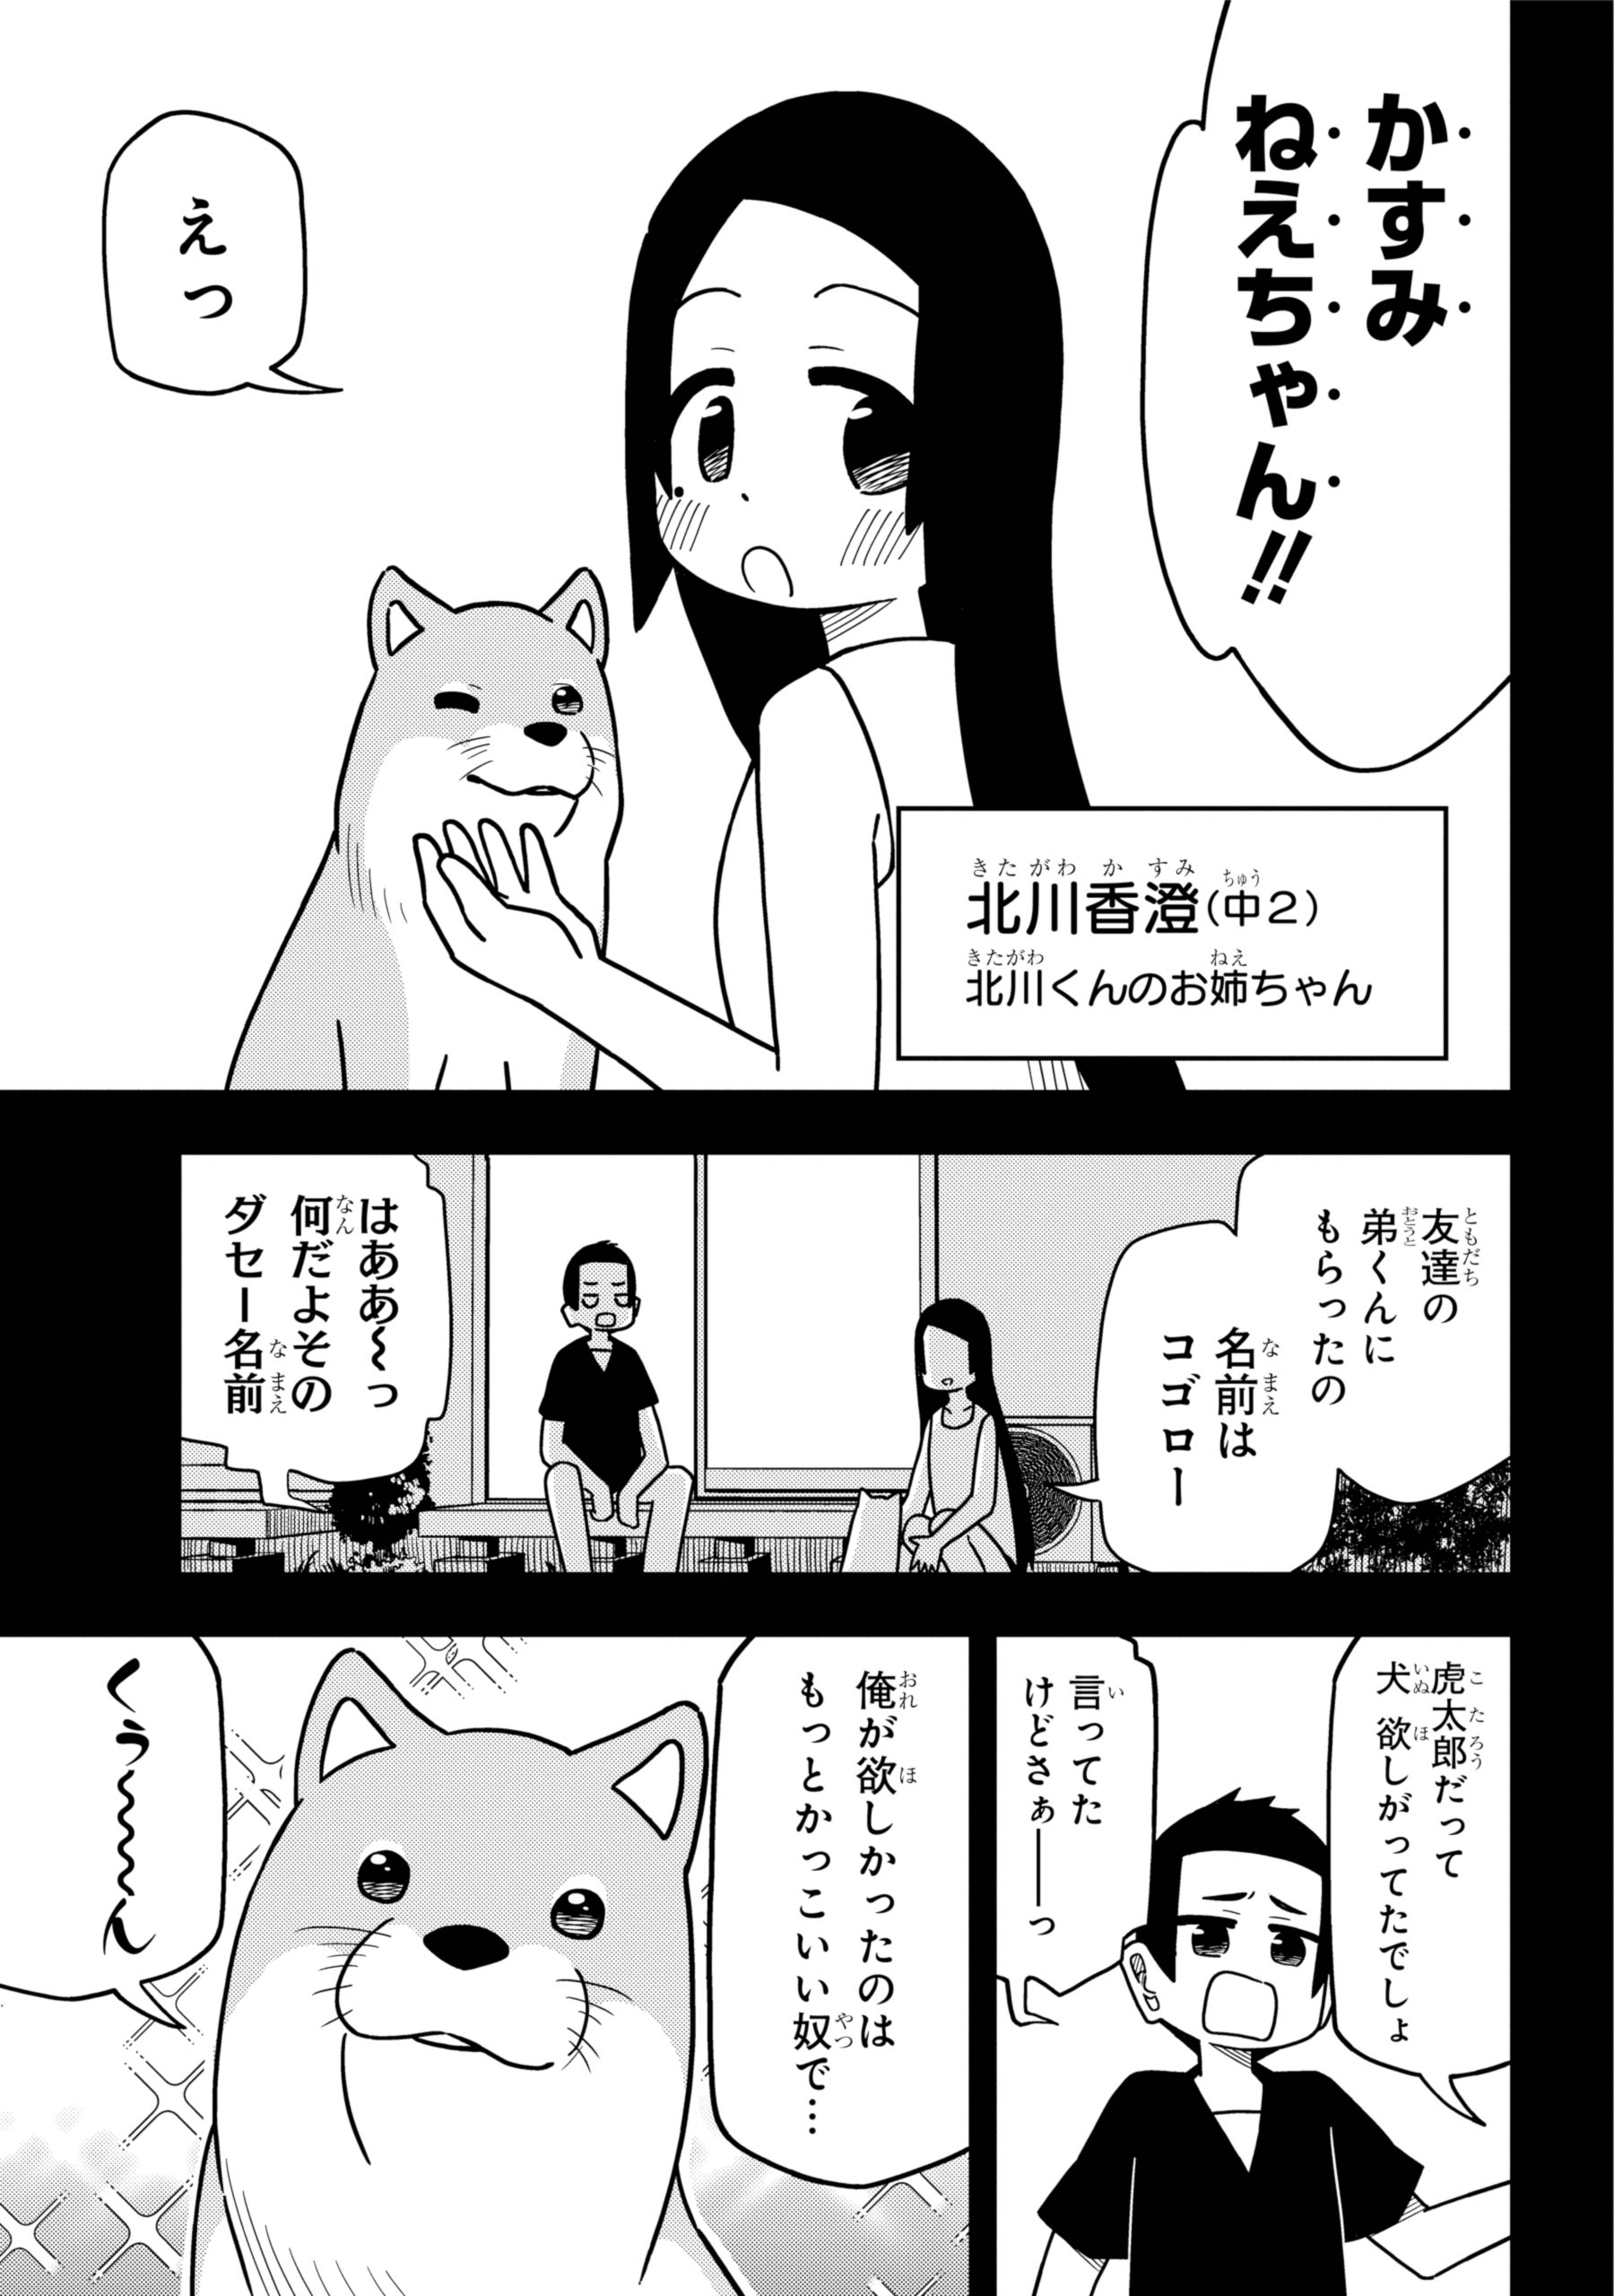 かすみ
ねえちゃん!!
えっ
北川香澄(中2)
北川くんのお姉ちゃん
友達の
弟くんに
もらったの
名前は
コゴロー
はああ〜っ
何だよその
ダセー名前
虎太郎だって
犬欲しがってたでしょ
言ってた
けどさぁ――っ
俺が欲しかったのは
もっとかっこいい奴で…
くぅ〜〜〜ん